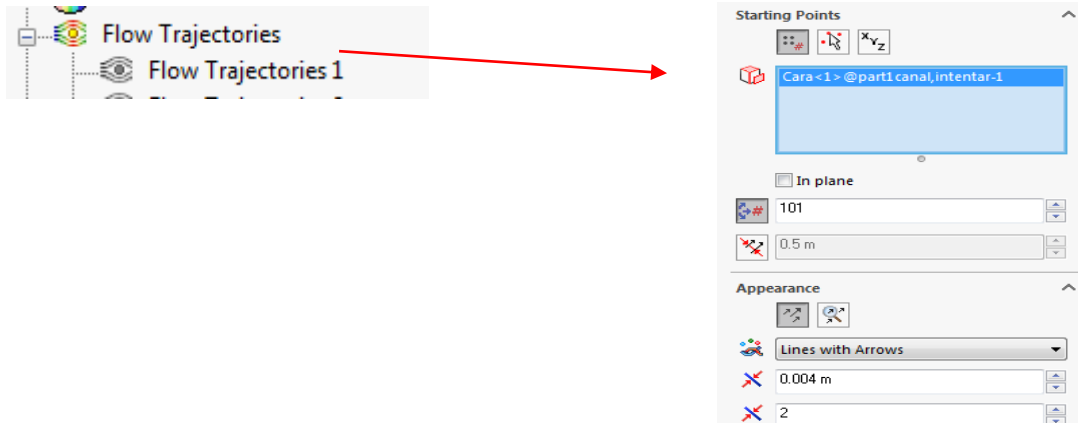 Flow Trajectories
Flow Trajectories 1
Starting Points
#
X Y Z
Cara<1>@part1canal,intentar-1
In plane
#
101
0.5 m
Appearance
Lines with Arrows
0.004 m
2